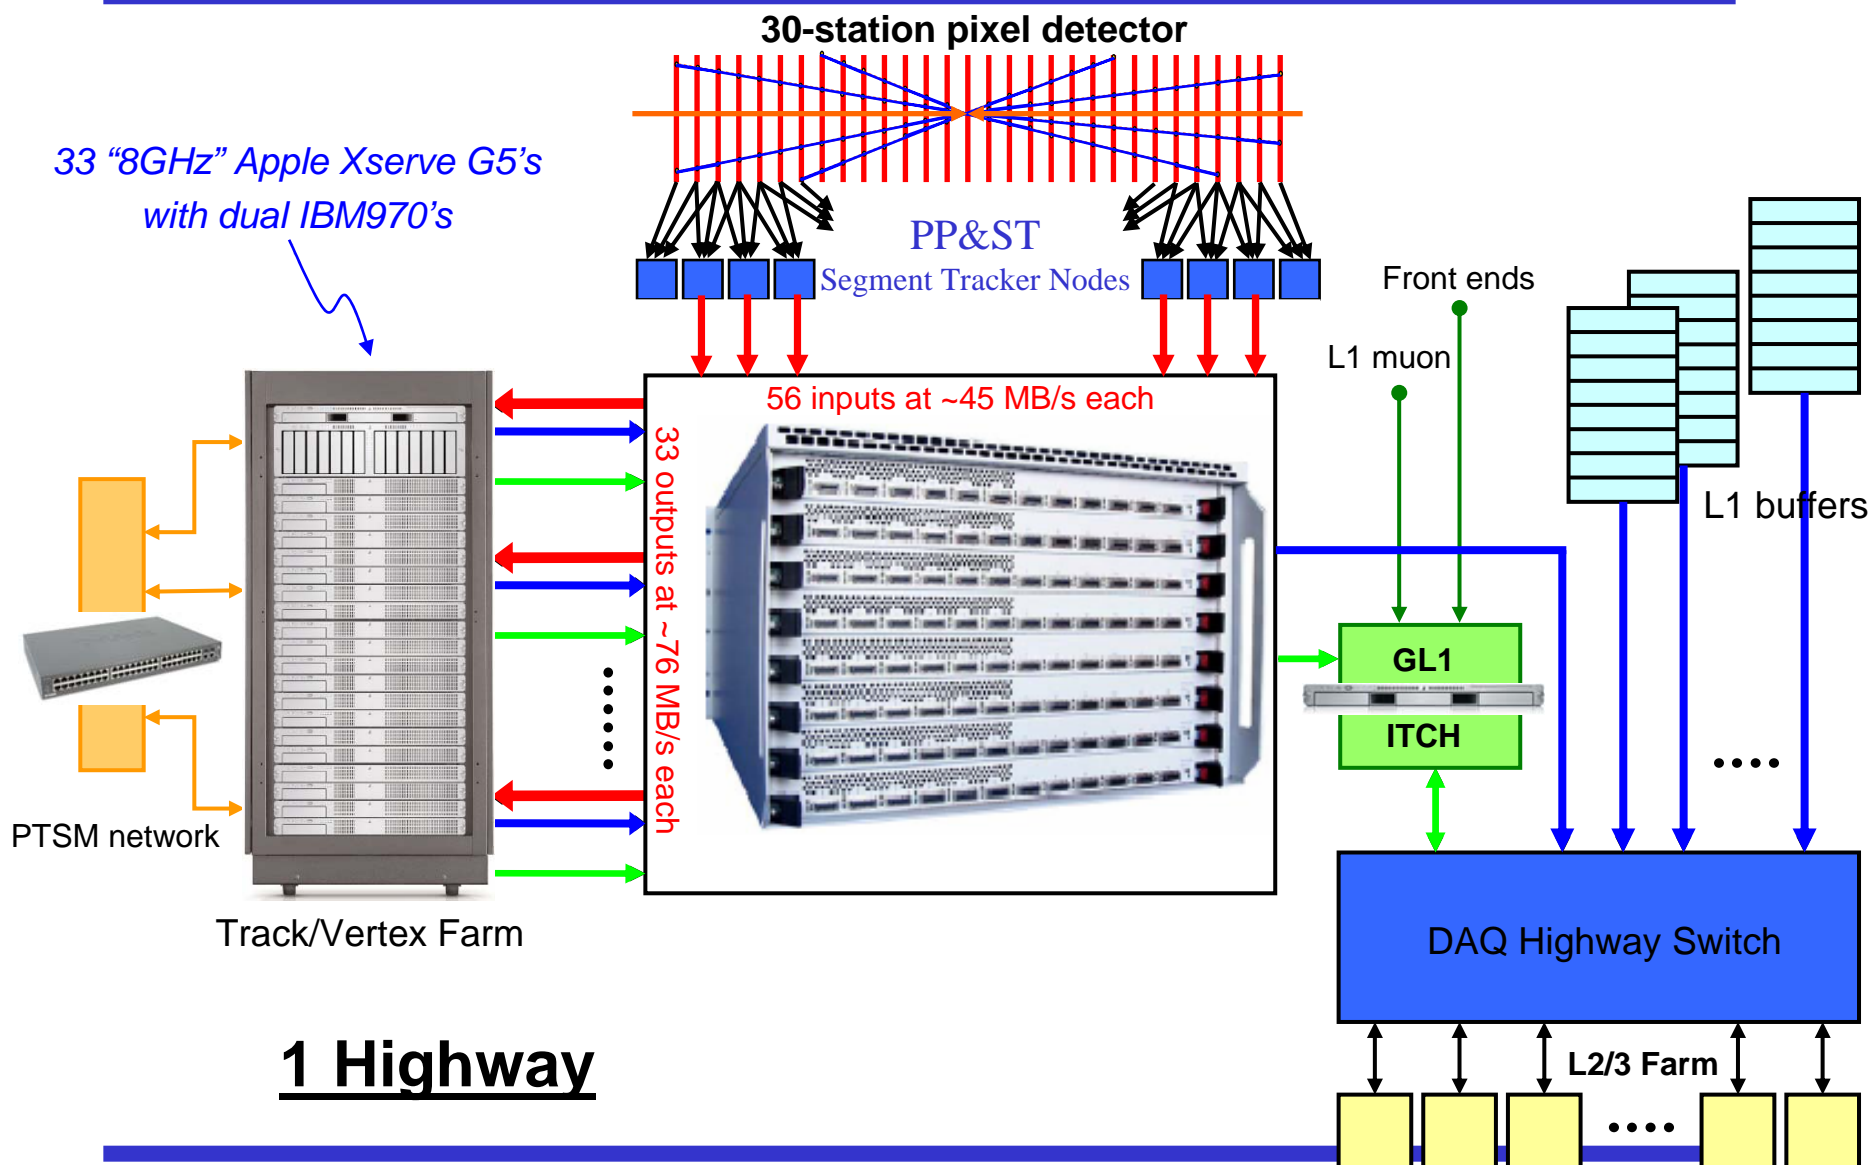 30-station pixel detector
33 “8GHz” Apple Xserve G5’s
with dual IBM970’s
PP&ST
Segment Tracker Nodes
Front ends
L1 muon
56 inputs at ~45 MB/s each
33 outputs at ~76 MB/s each
L1 buffers
GL1
ITCH
PTSM network
Track/Vertex Farm
DAQ Highway Switch
1 Highway
L2/3 Farm